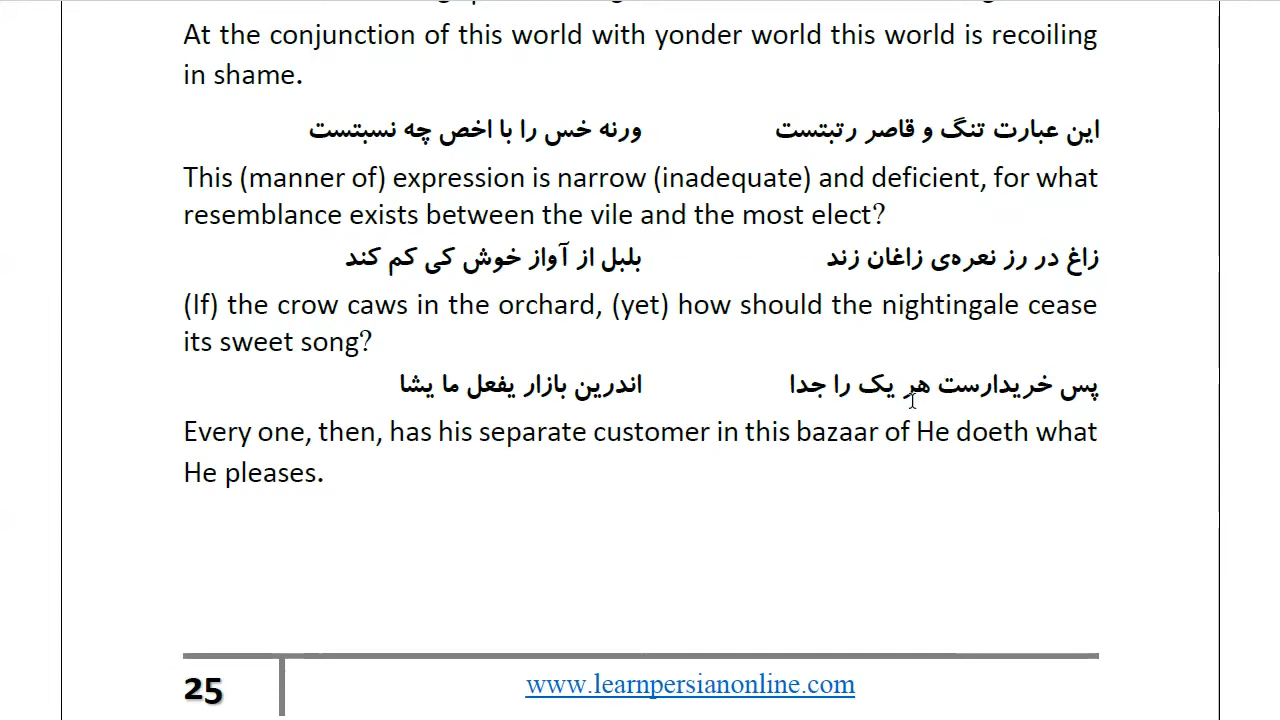 At the conjunction of this world with yonder world this world is recoiling
in shame.
این عبارت تنگ و قاصر رتبتست ورنه خس را با اخص چه نسبتست
This (manner of) expression is narrow (inadequate) and deficient, for what
resemblance exists between the vile and the most elect?
زاغ در رز نعره‌ی زاغان زند بلبل از آواز خوش کی کم کند
(If) the crow caws in the orchard, (yet) how should the nightingale cease
its sweet song?
پس خریدارست هر یک را جدا اندرین بازار یفعل ما یشا
Every one, then, has his separate customer in this bazaar of He doeth what
He pleases.
25 www.learnpersianonline.com